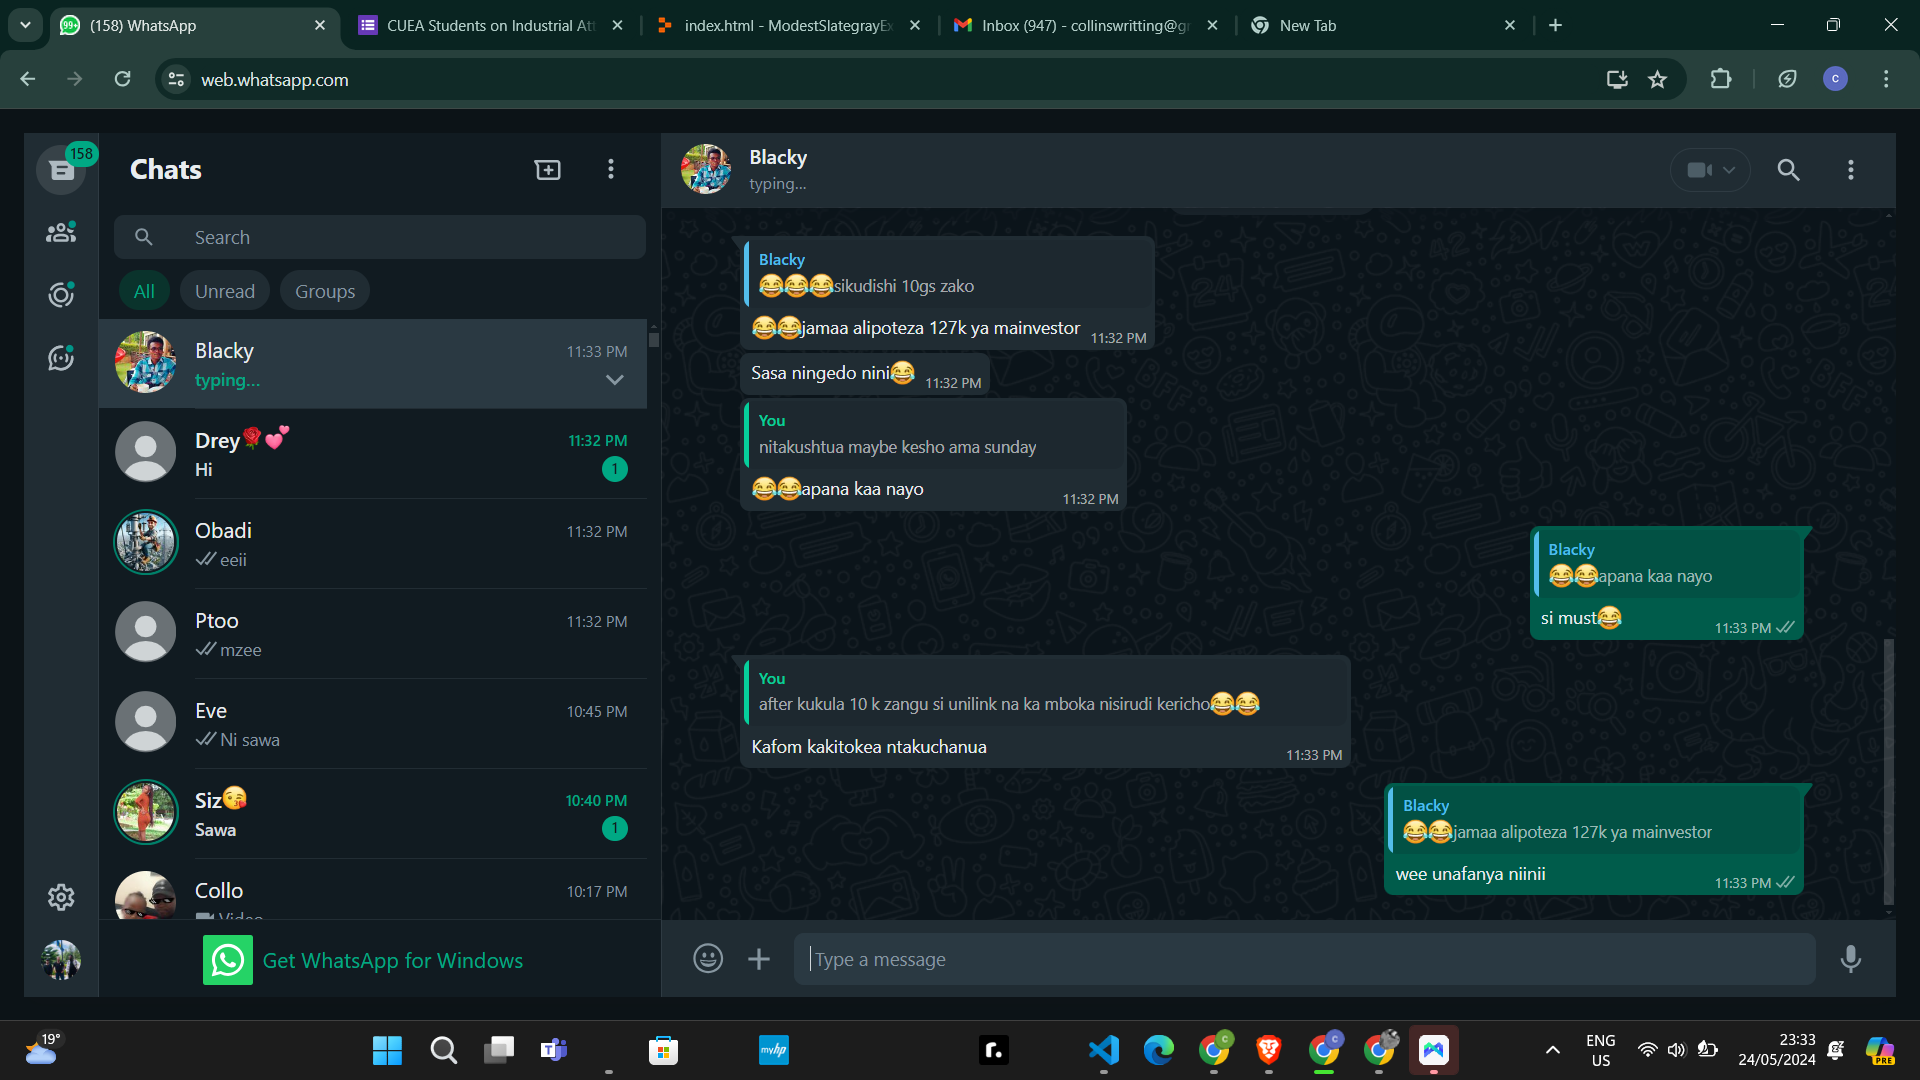 (158) WhatsApp
CUEA Students on Industrial Att
index.html - ModestSlategrayEx
Inbox (947) - collinswritting@gr
New Tab
web.whatsapp.com
C
158
Chats
Search
All
Unread
Groups
Blacky
11:33 PM
typing...
Drey🌹💕
11:32 PM
Hi
1
Obadi
11:32 PM
eeii
Ptoo
11:32 PM
mzee
Eve
10:45 PM
Ni sawa
Siz😘
10:40 PM
Sawa
1
Collo
10:17 PM
Video
Get WhatsApp for Windows
Blacky
typing...
Blacky
😂😂😂sikudishi 10gs zako
😂😂jamaa alipoteza 127k ya mainvestor
11:32 PM
Sasa ningedo nini😂
11:32 PM
You
nitakushtua maybe kesho ama sunday
😂😂apana kaa nayo
11:32 PM
Blacky
😂😂apana kaa nayo
si must😂
11:33 PM
You
after kukula 10 k zangu si unilink na ka mboka nisirudi kericho😂😂
Kafom kakitokea ntakuchanua
11:33 PM
Blacky
😂😂jamaa alipoteza 127k ya mainvestor
wee unafanya niinii
11:33 PM
Type a message
19°
myhp
r.
ENG
US
23:33
24/05/2024
PRE